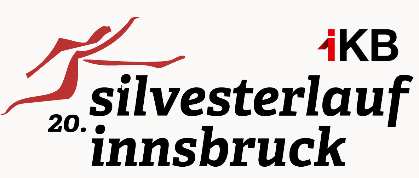 iKB
silvesterlauf
20.
innsbruck